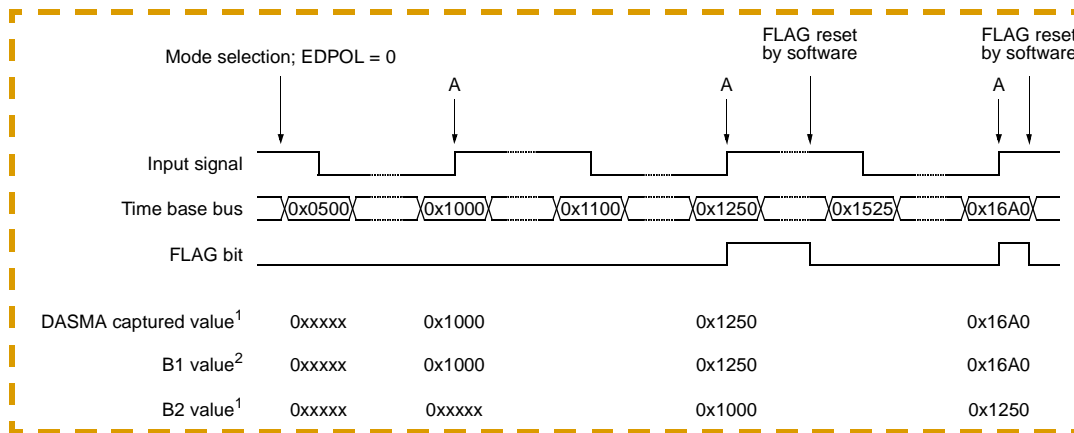 FLAG reset
by software
FLAG reset
by software
Mode selection; EDPOL = 0
A
A
A
Input signal
Time base bus 0x0500 0x1000 0x1100 0x1250 0x1525 0x16A0
FLAG bit
DASMA captured value1 0xxxxx 0x1000 0x1250 0x16A0
B1 value2 0xxxxx 0x1000 0x1250 0x16A0
B2 value1 0xxxxx 0xxxxx 0x1000 0x1250